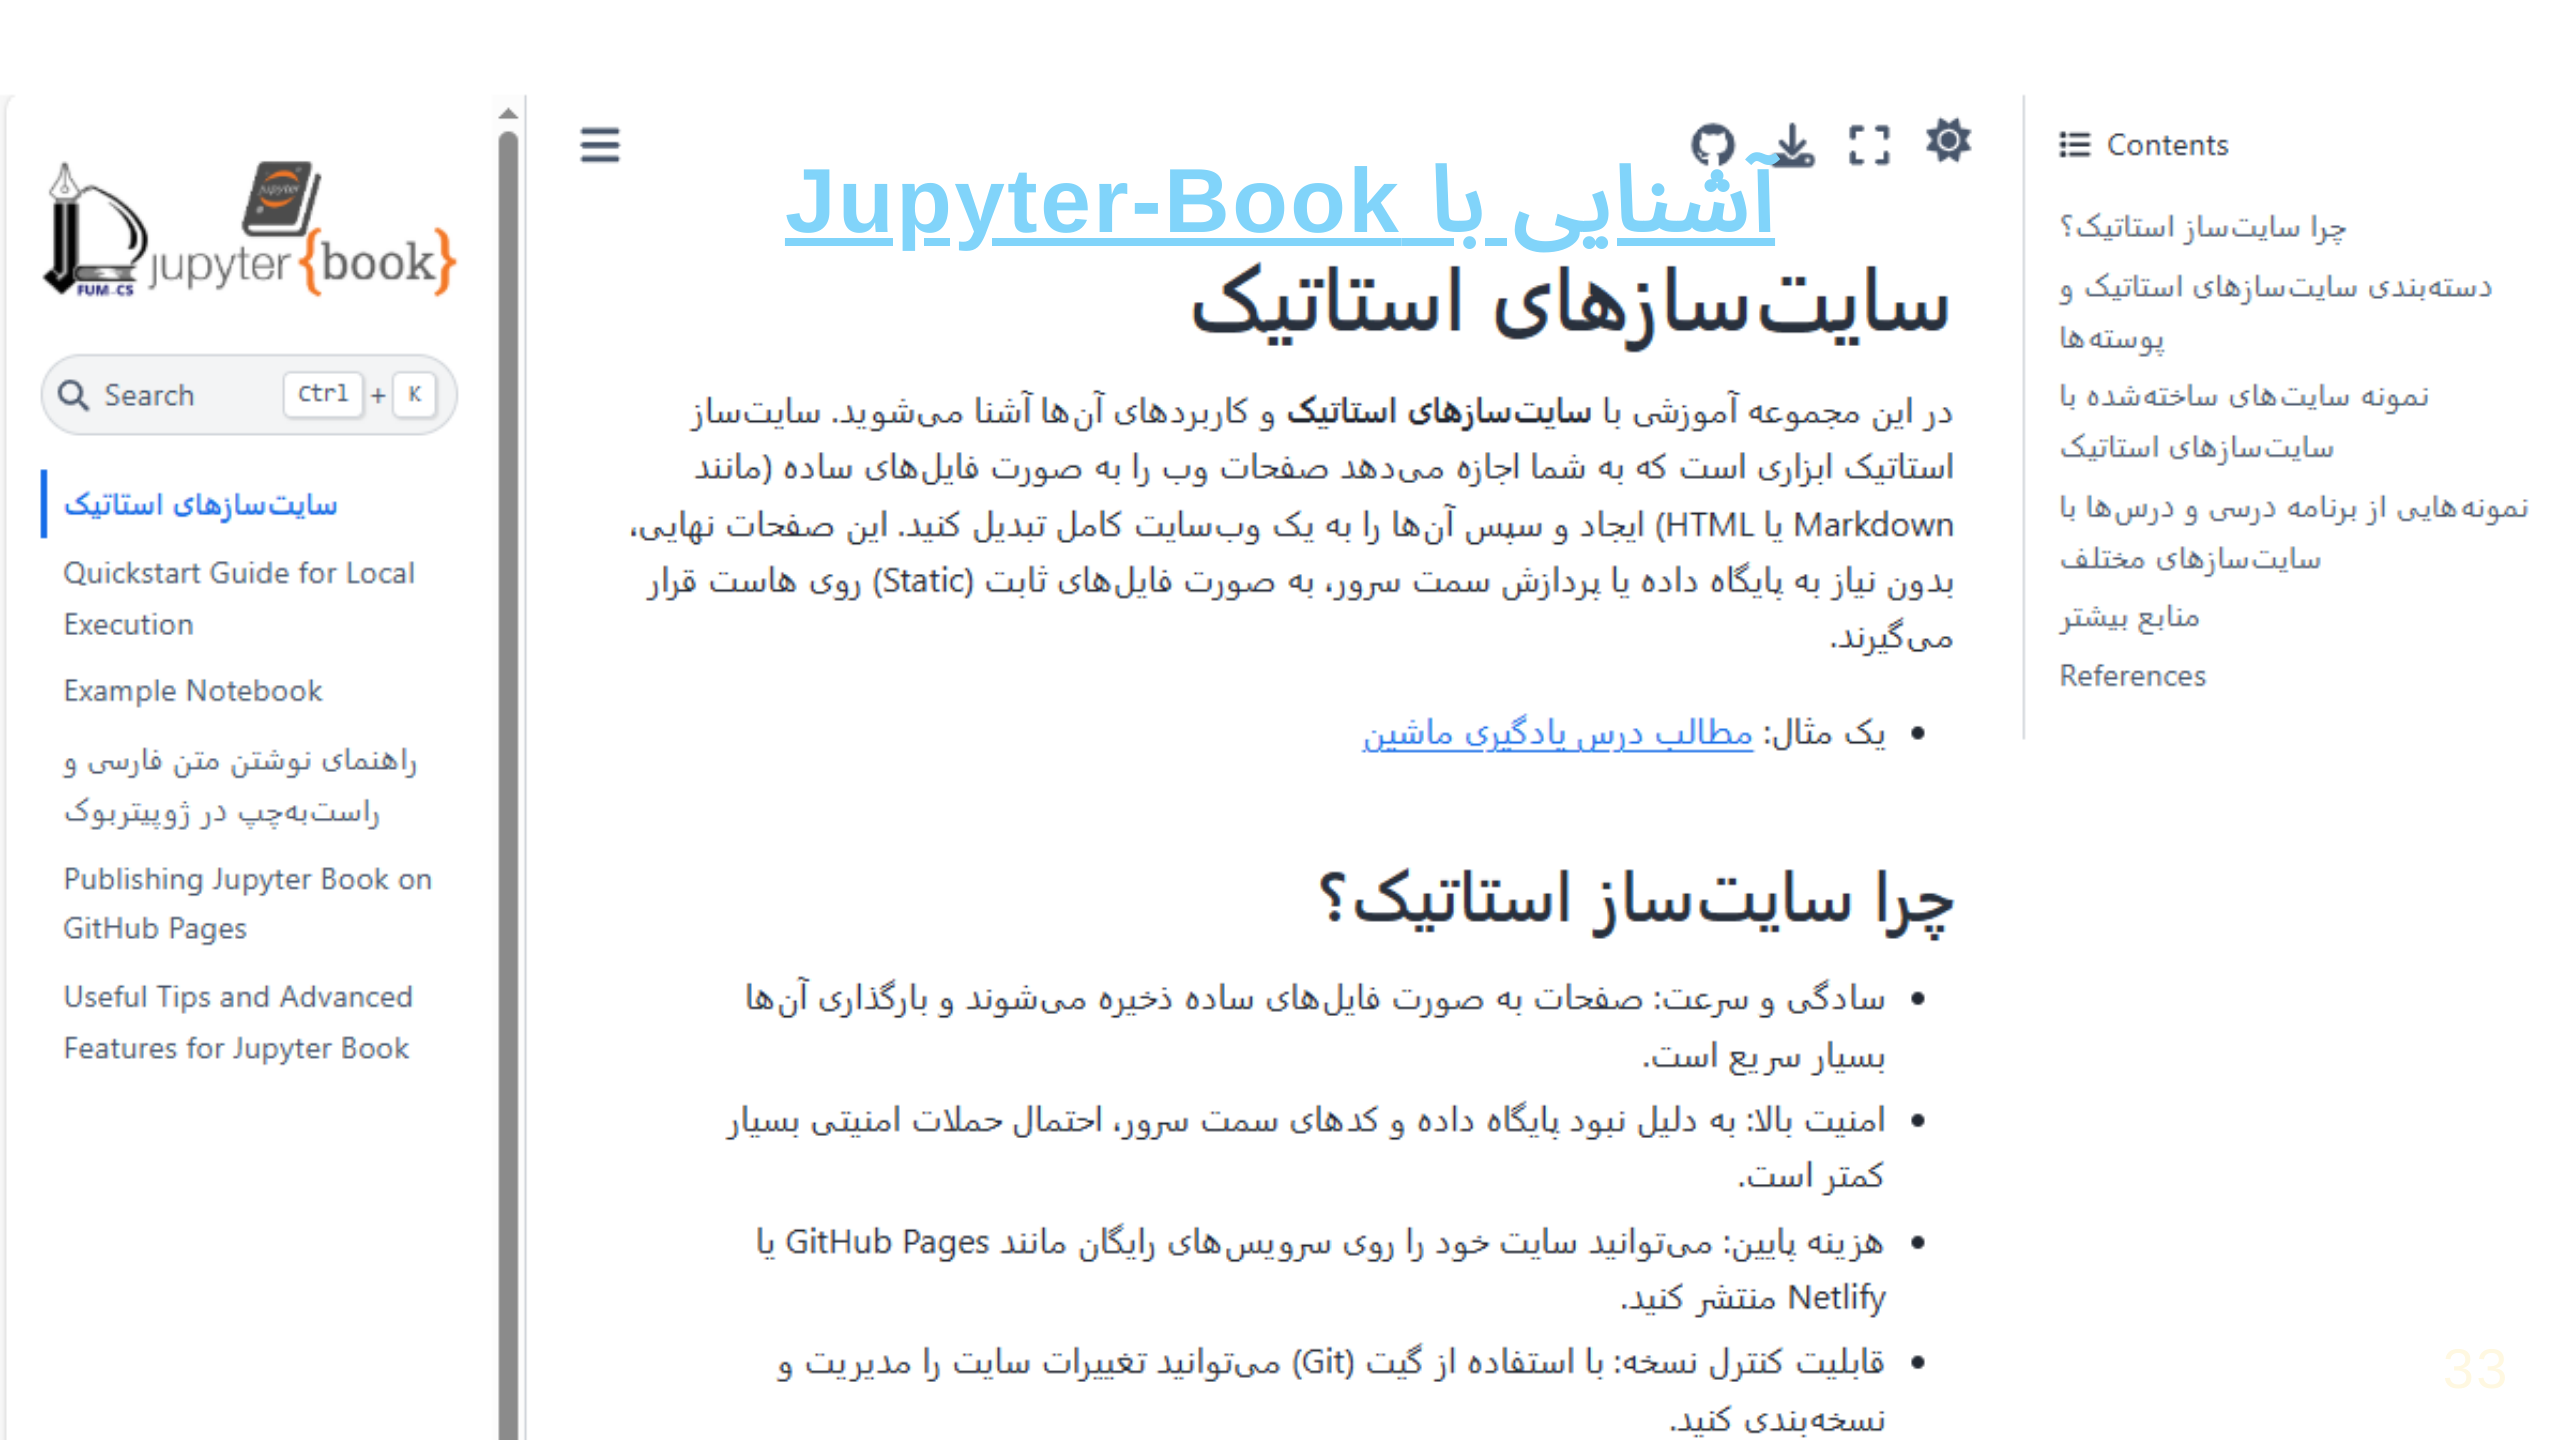 آشنایی با Jupyter-Book
FUM-CS
jupyter
jupyter {book}
Search Ctrl + K
سایت‌سازهای استاتیک
Quickstart Guide for Local
Execution
Example Notebook
راهنمای نوشتن متن فارسی و
راست‌به‌چپ در ژوپیتربوک
Publishing Jupyter Book on
GitHub Pages
Useful Tips and Advanced
Features for Jupyter Book
سایت‌سازهای استاتیک
در این مجموعه آموزشی با سایت‌سازهای استاتیک و کاربردهای آن‌ها آشنا می‌شوید. سایت‌ساز
استاتیک ابزاری است که به شما اجازه می‌دهد صفحات وب را به صورت فایل‌های ساده (مانند
Markdown یا HTML) ایجاد و سپس آن‌ها را به یک وب‌سایت کامل تبدیل کنید. این صفحات نهایی،
بدون نیاز به پایگاه داده یا پردازش سمت سرور، به صورت فایل‌های ثابت (Static) روی هاست قرار
می‌گیرند.
• یک مثال: مطالب درس یادگیری ماشین
چرا سایت‌ساز استاتیک؟
• سادگی و سرعت: صفحات به صورت فایل‌های ساده ذخیره می‌شوند و بارگذاری آن‌ها
بسیار سریع است.
• امنیت بالا: به دلیل نبود پایگاه داده و کدهای سمت سرور، احتمال حملات امنیتی بسیار
کمتر است.
• هزینه پایین: می‌توانید سایت خود را روی سرویس‌های رایگان مانند GitHub Pages یا
Netlify منتشر کنید.
• قابلیت کنترل نسخه: با استفاده از گیت (Git) می‌توانید تغییرات سایت را مدیریت و
نسخه‌بندی کنید.
Contents
چرا سایت‌ساز استاتیک؟
دسته‌بندی سایت‌سازهای استاتیک و
پوسته‌ها
نمونه سایت‌های ساخته‌شده با
سایت‌سازهای استاتیک
نمونه‌هایی از برنامه درسی و درس‌ها با
سایت‌سازهای مختلف
منابع بیشتر
References
33